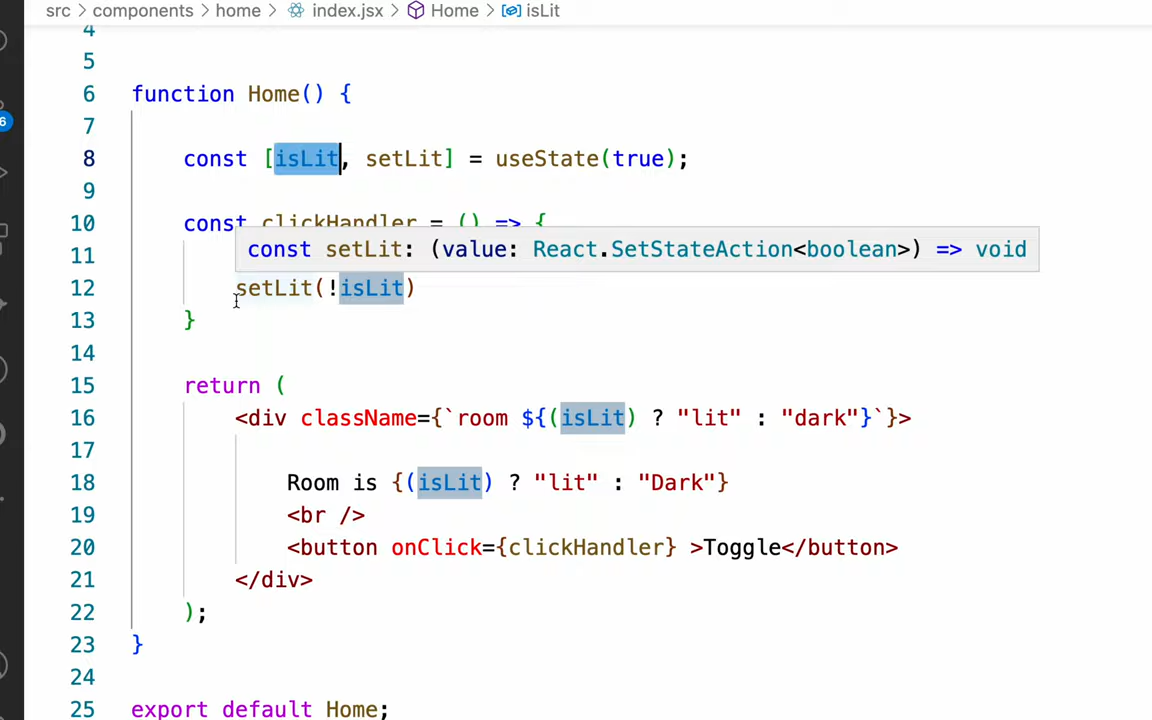 src > components > home > index.jsx > Home > isLit
4
5
6 function Home() {
7
8 const [isLit, setLit] = useState(true);
9
10 const clickHandler = () => {
11 const setLit: (value: React.SetStateAction<boolean>) => void
12 setLit(!isLit)
13 }
14
15 return (
16 <div className={`room ${(isLit) ? "lit" : "dark"}`}>
17
18 Room is {(isLit) ? "lit" : "Dark"}
19 <br />
20 <button onClick={clickHandler} >Toggle</button>
21 </div>
22 );
23 }
24
25 export default Home;
6